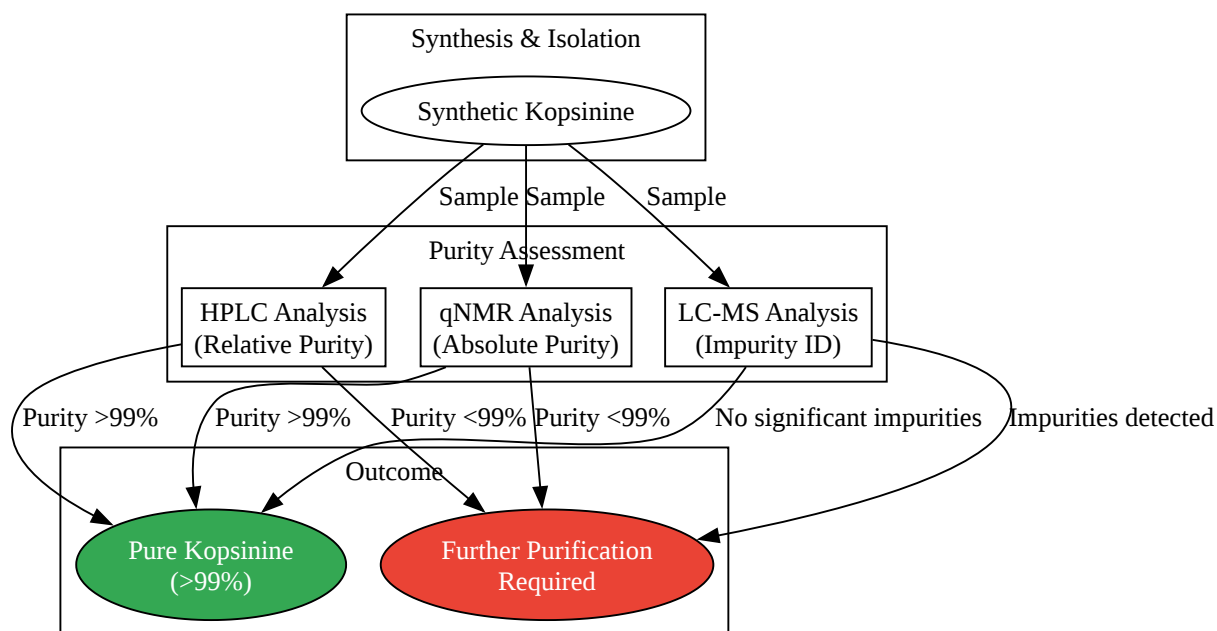 Synthesis & Isolation
Synthetic Kopsinine
Sample
Sample
Sample
Purity Assessment
HPLC Analysis
(Relative Purity)
qNMR Analysis
(Absolute Purity)
LC-MS Analysis
(Impurity ID)
Purity >99%
Purity >99%
Purity <99%
Purity <99%
No significant impurities
Impurities detected
Outcome
Pure Kopsinine
(>99%)
Further Purification
Required